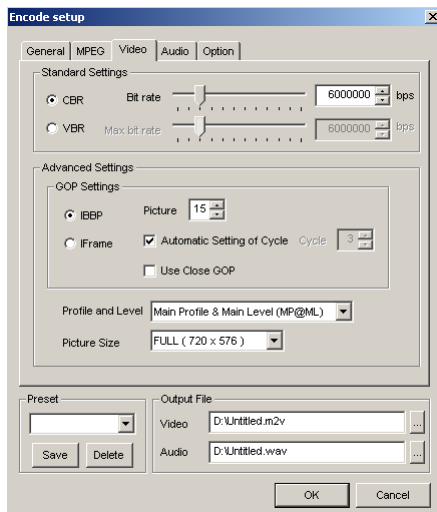 Encode setup
General MPEG Video Audio Option
Standard Settings
CBR Bit rate 6000000 bps
VBR Max bit rate 6000000 bps
Advanced Settings
GOP Settings
IBBP Picture 15
IFrame Automatic Setting of Cycle Cycle 3
Use Close GOP
Profile and Level Main Profile & Main Level (MP@ML)
Picture Size FULL ( 720 x 576 )
Preset Output File
Video D:\Untitled.m2v ...
Save Delete Audio D:\Untitled.wav ...
OK Cancel